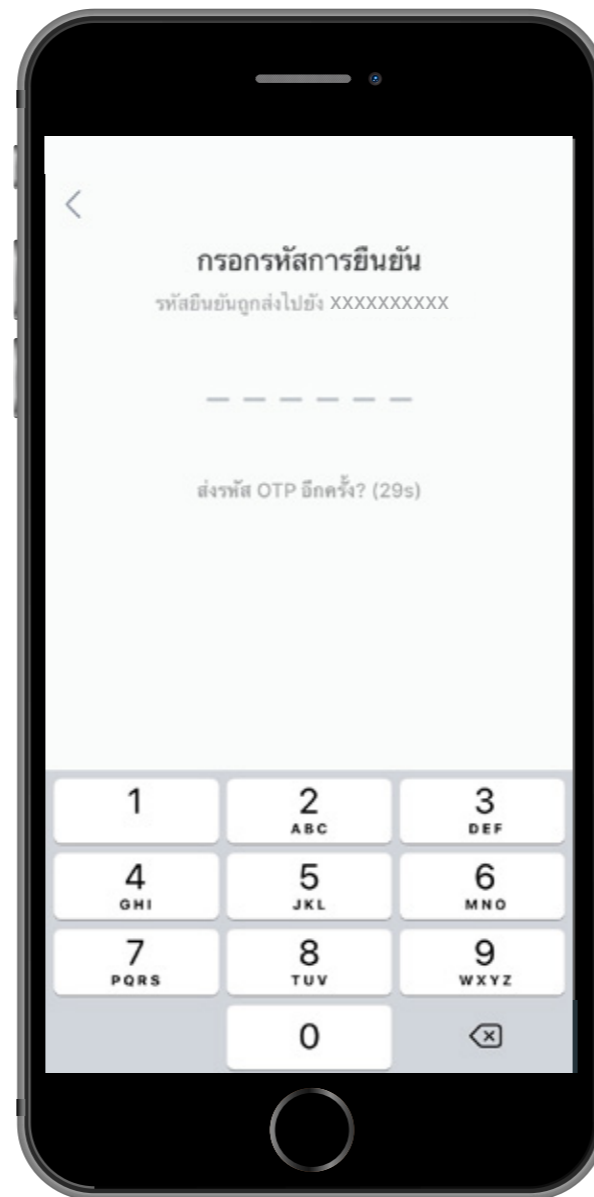 กรอกรหัสการยืนยัน
รหัสยืนยันถูกส่งไปยัง XXXXXXXXXX
ส่งรหัส OTP อีกครั้ง? (29s)
1 2 3
ABC DEF
4 5 6
GHI JKL MNO
7 8 9
PQRS TUV WXYZ
0